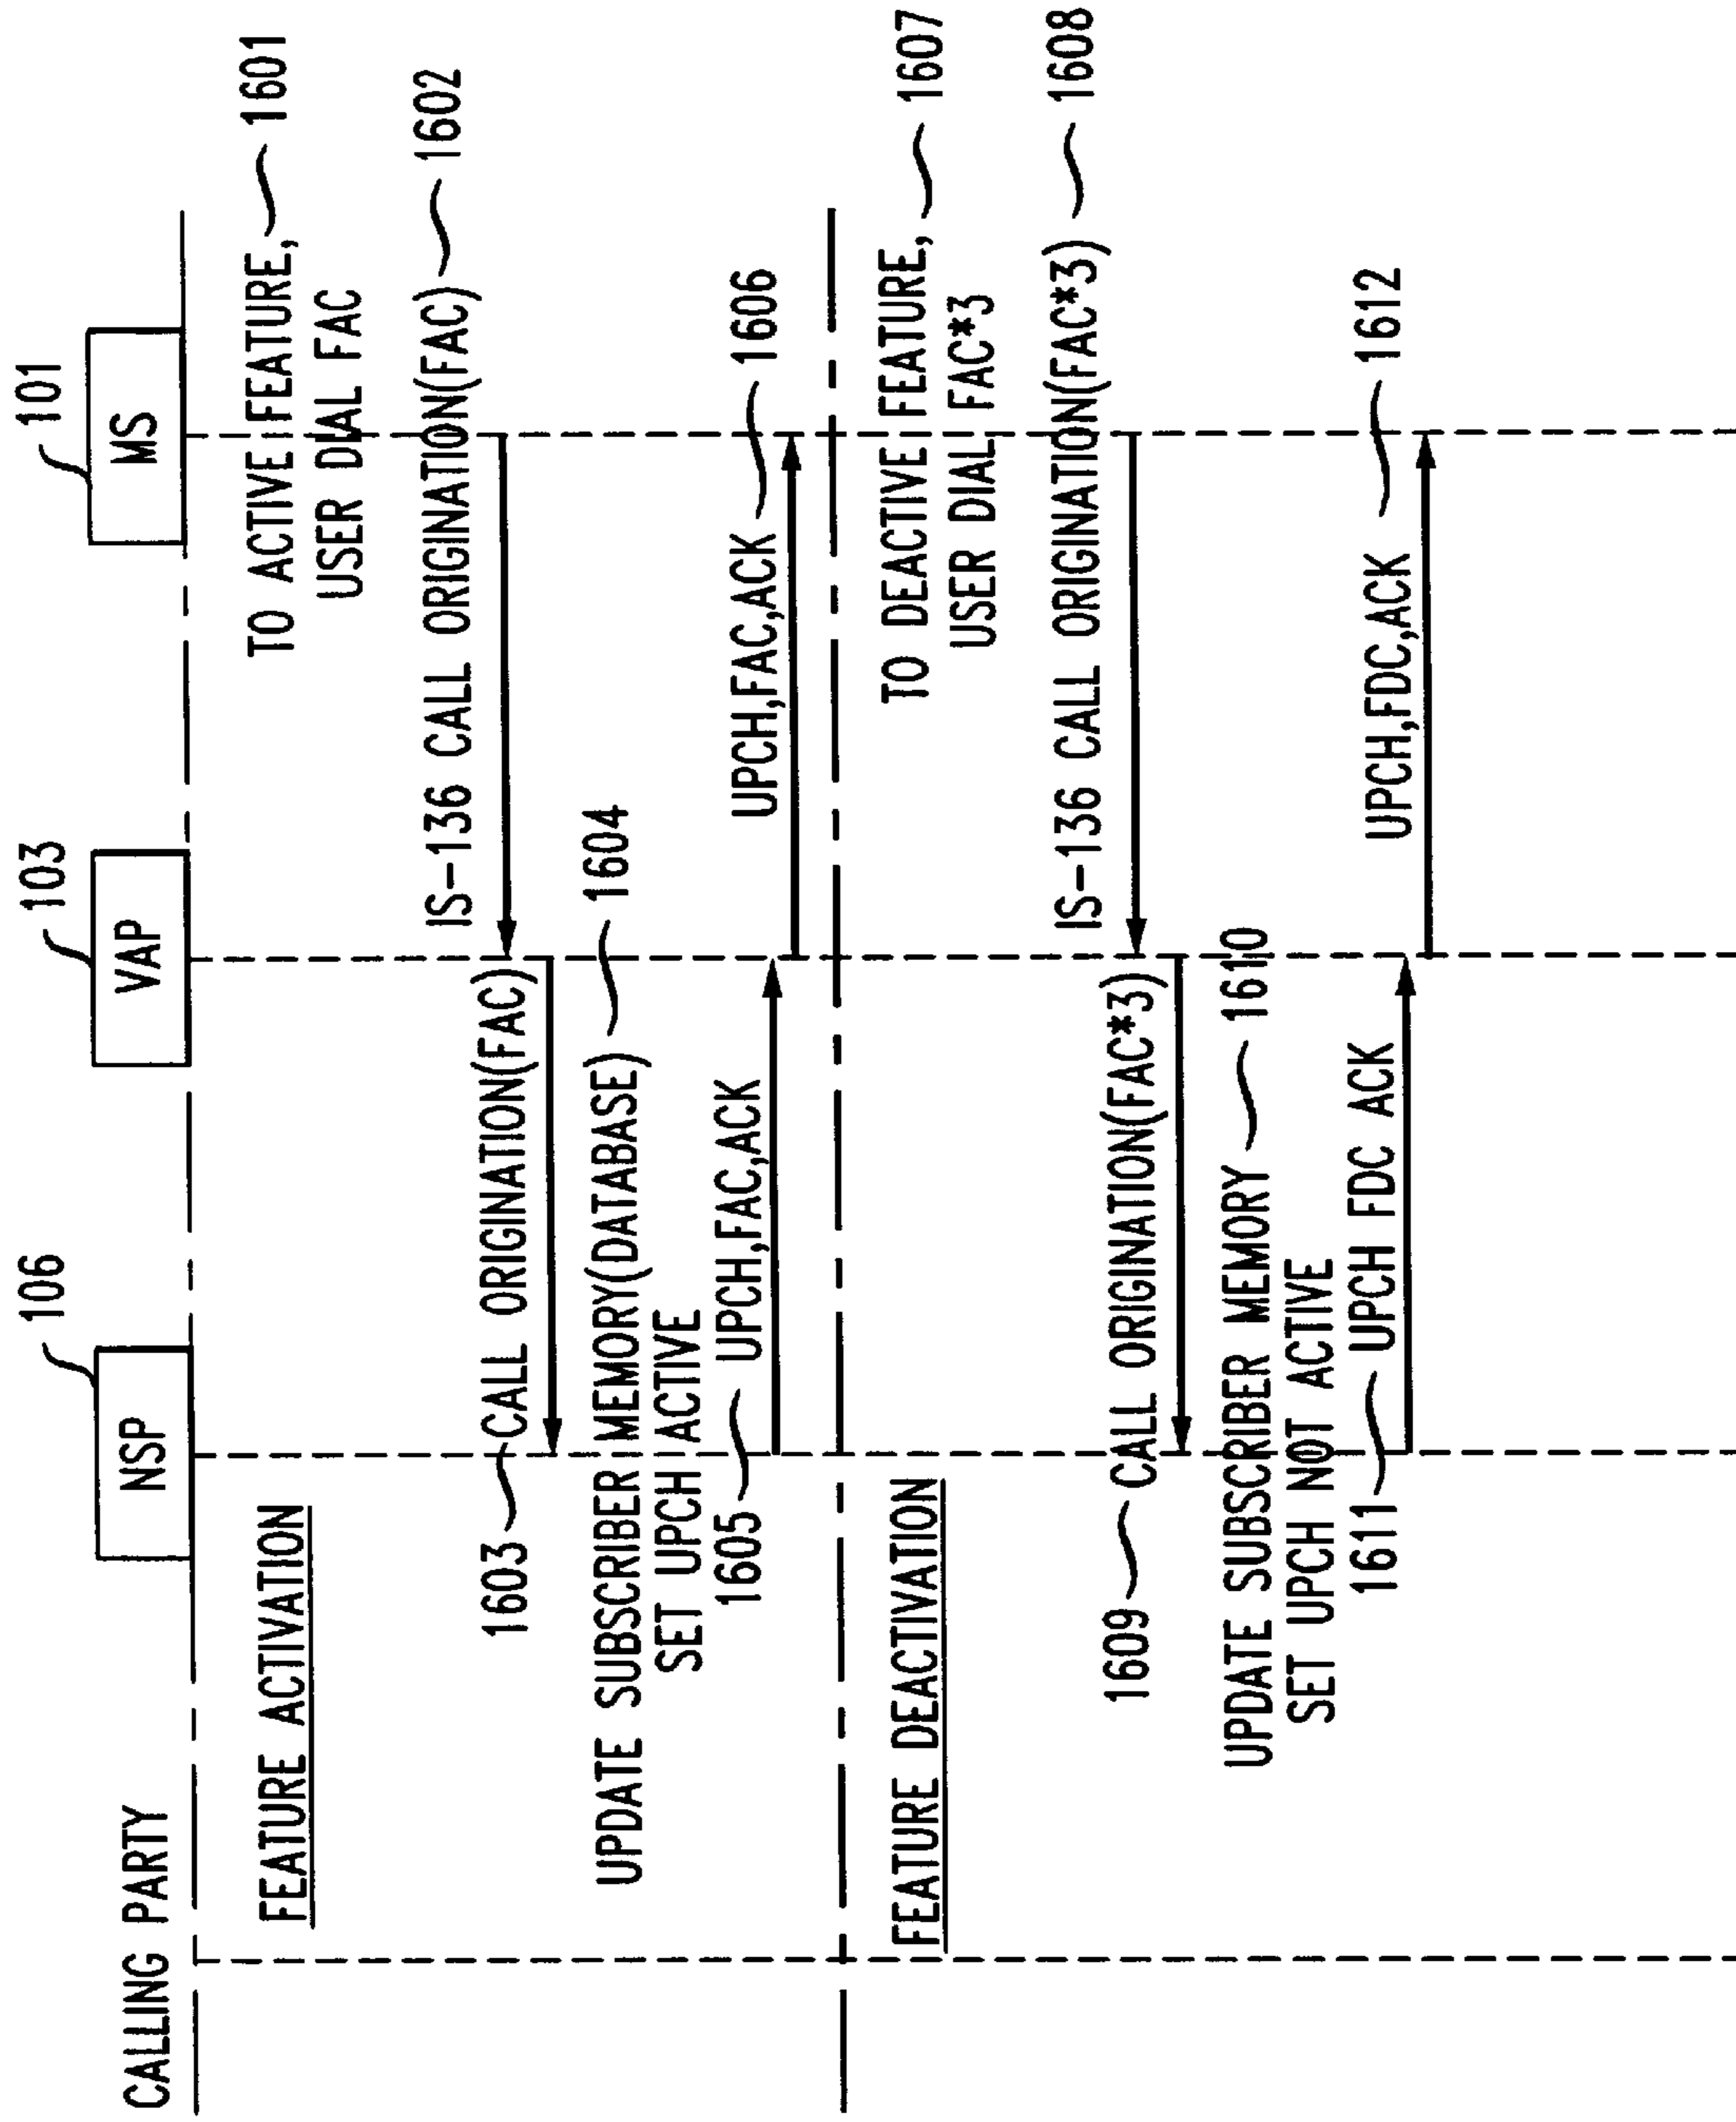 106
103
101
CALLING PARTY
NSP
VAP
MS
FEATURE ACTIVATION
TO ACTIVE FEATURE, 1601
USER DIAL FAC
IS-136 CALL ORIGINATION(FAC) 1602
1603 CALL ORIGINATION(FAC)
UPDATE SUBSCRIBER MEMORY(DATABASE) 1604
SET UPCH ACTIVE
1605 UPCH,FAC,ACK
UPCH,FAC,ACK 1606
FEATURE DEACTIVATION
TO DEACTIVE FEATURE, 1607
USER DIAL FAC*3
IS-136 CALL ORIGINATION(FAC*3) 1608
1609 CALL ORIGINATION(FAC*3)
UPDATE SUBSCRIBER MEMORY 1610
SET UPCH NOT ACTIVE
1611 UPCH FDC ACK
UPCH,FDC,ACK 1612